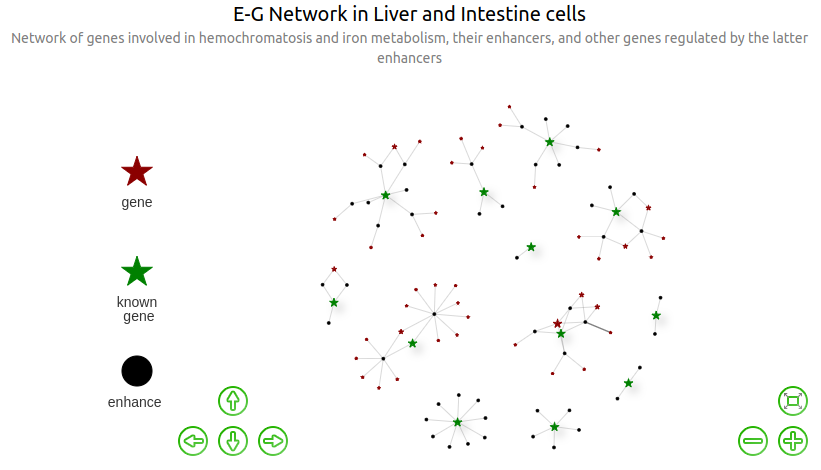 E-G Network in Liver and Intestine cells
Network of genes involved in hemochromatosis and iron metabolism, their enhancers, and other genes regulated by the latter
enhancers
gene
known
gene
enhance